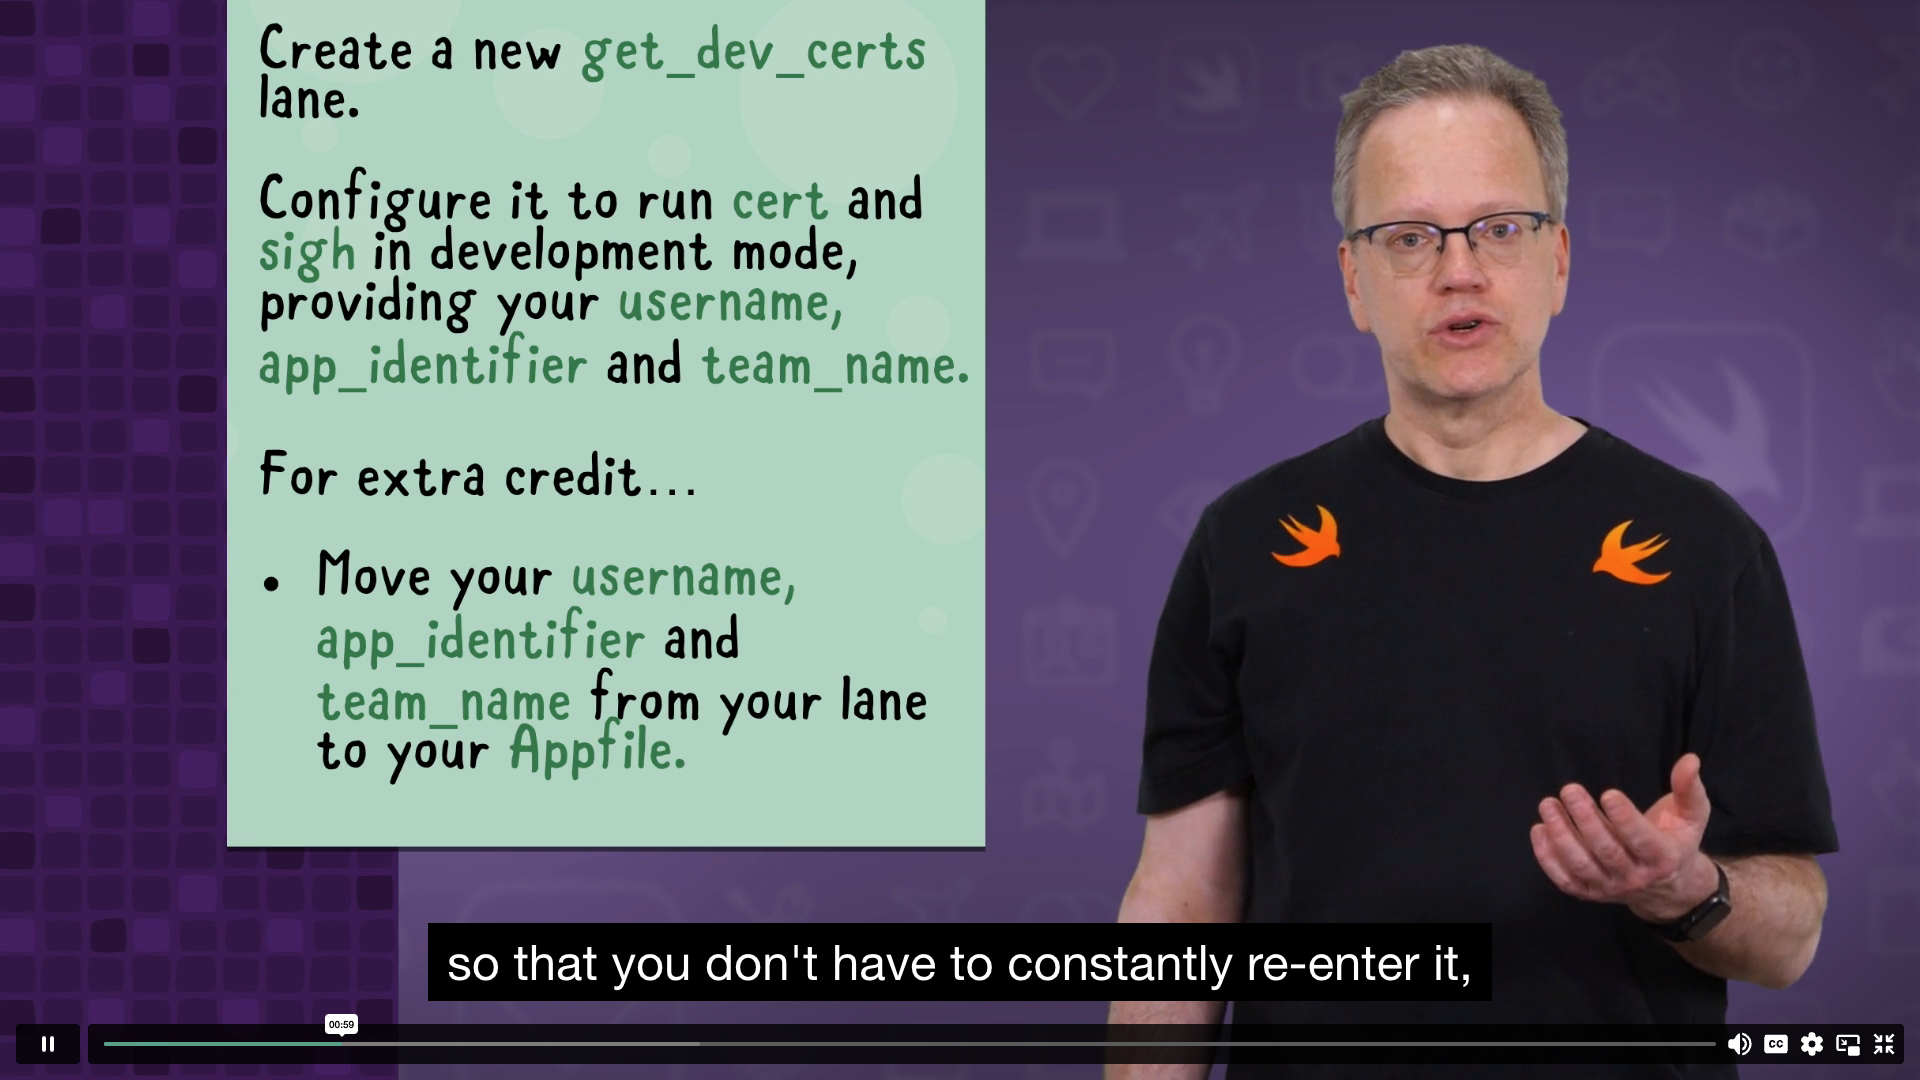 Create a new get_dev_certs
lane.
Configure it to run cert and
sigh in development mode,
providing your username,
app_identifier and team_name.
For extra credit...
• Move your username,
app_identifier and
team_name from your lane
to your Appfile.
so that you don't have to constantly re-enter it,
00:59
CC